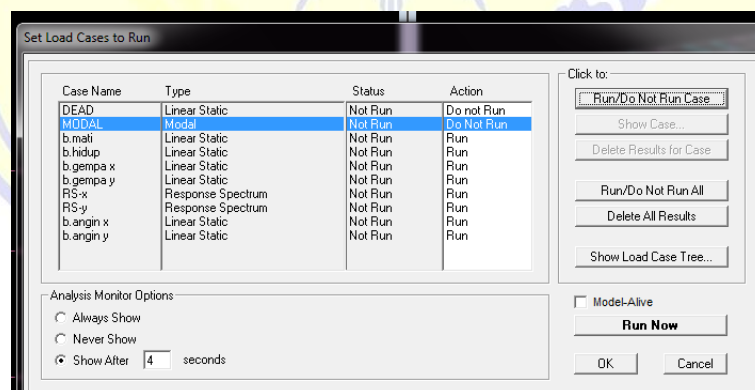 Set Load Cases to Run
Click to:
Case Name Type Status Action
DEAD Linear Static Not Run Do not Run
MODAL Modal Not Run Do Not Run
b.mati Linear Static Not Run Run
b.hidup Linear Static Not Run Run
b.gempa x Linear Static Not Run Run
b.gempa y Linear Static Not Run Run
RS-x Response Spectrum Not Run Run
RS-y Response Spectrum Not Run Run
b.angin x Linear Static Not Run Run
b.angin y Linear Static Not Run Run
Run/Do Not Run Case
Show Case...
Delete Results for Case
Run/Do Not Run All
Delete All Results
Show Load Case Tree...
Analysis Monitor Options
Always Show
Never Show
Show After 4 seconds
Model-Alive
Run Now
OK Cancel